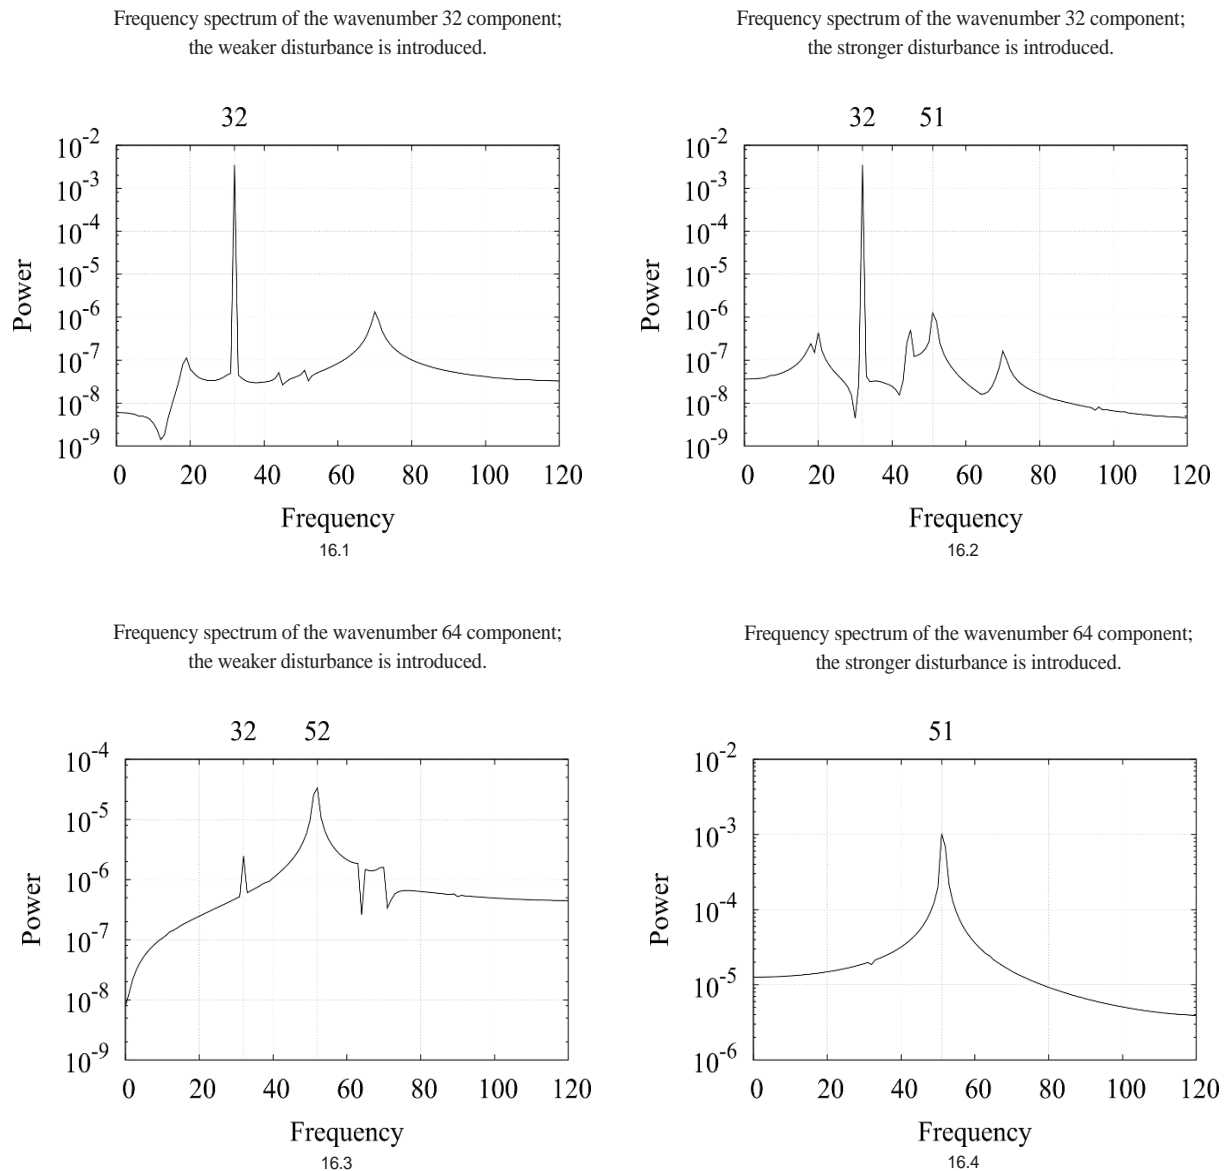 Frequency spectrum of the wavenumber 32 component;
the weaker disturbance is introduced.
32
10-2
10-3
10-4
10-5
10-6
10-7
10-8
10-9
Power
0 20 40 60 80 100 120
Frequency
16.1
Frequency spectrum of the wavenumber 32 component;
the stronger disturbance is introduced.
32 51
10-2
10-3
10-4
10-5
10-6
10-7
10-8
10-9
Power
0 20 40 60 80 100 120
Frequency
16.2
Frequency spectrum of the wavenumber 64 component;
the weaker disturbance is introduced.
32 52
10-4
10-5
10-6
10-7
10-8
10-9
Power
0 20 40 60 80 100 120
Frequency
16.3
Frequency spectrum of the wavenumber 64 component;
the stronger disturbance is introduced.
51
10-2
10-3
10-4
10-5
10-6
Power
0 20 40 60 80 100 120
Frequency
16.4